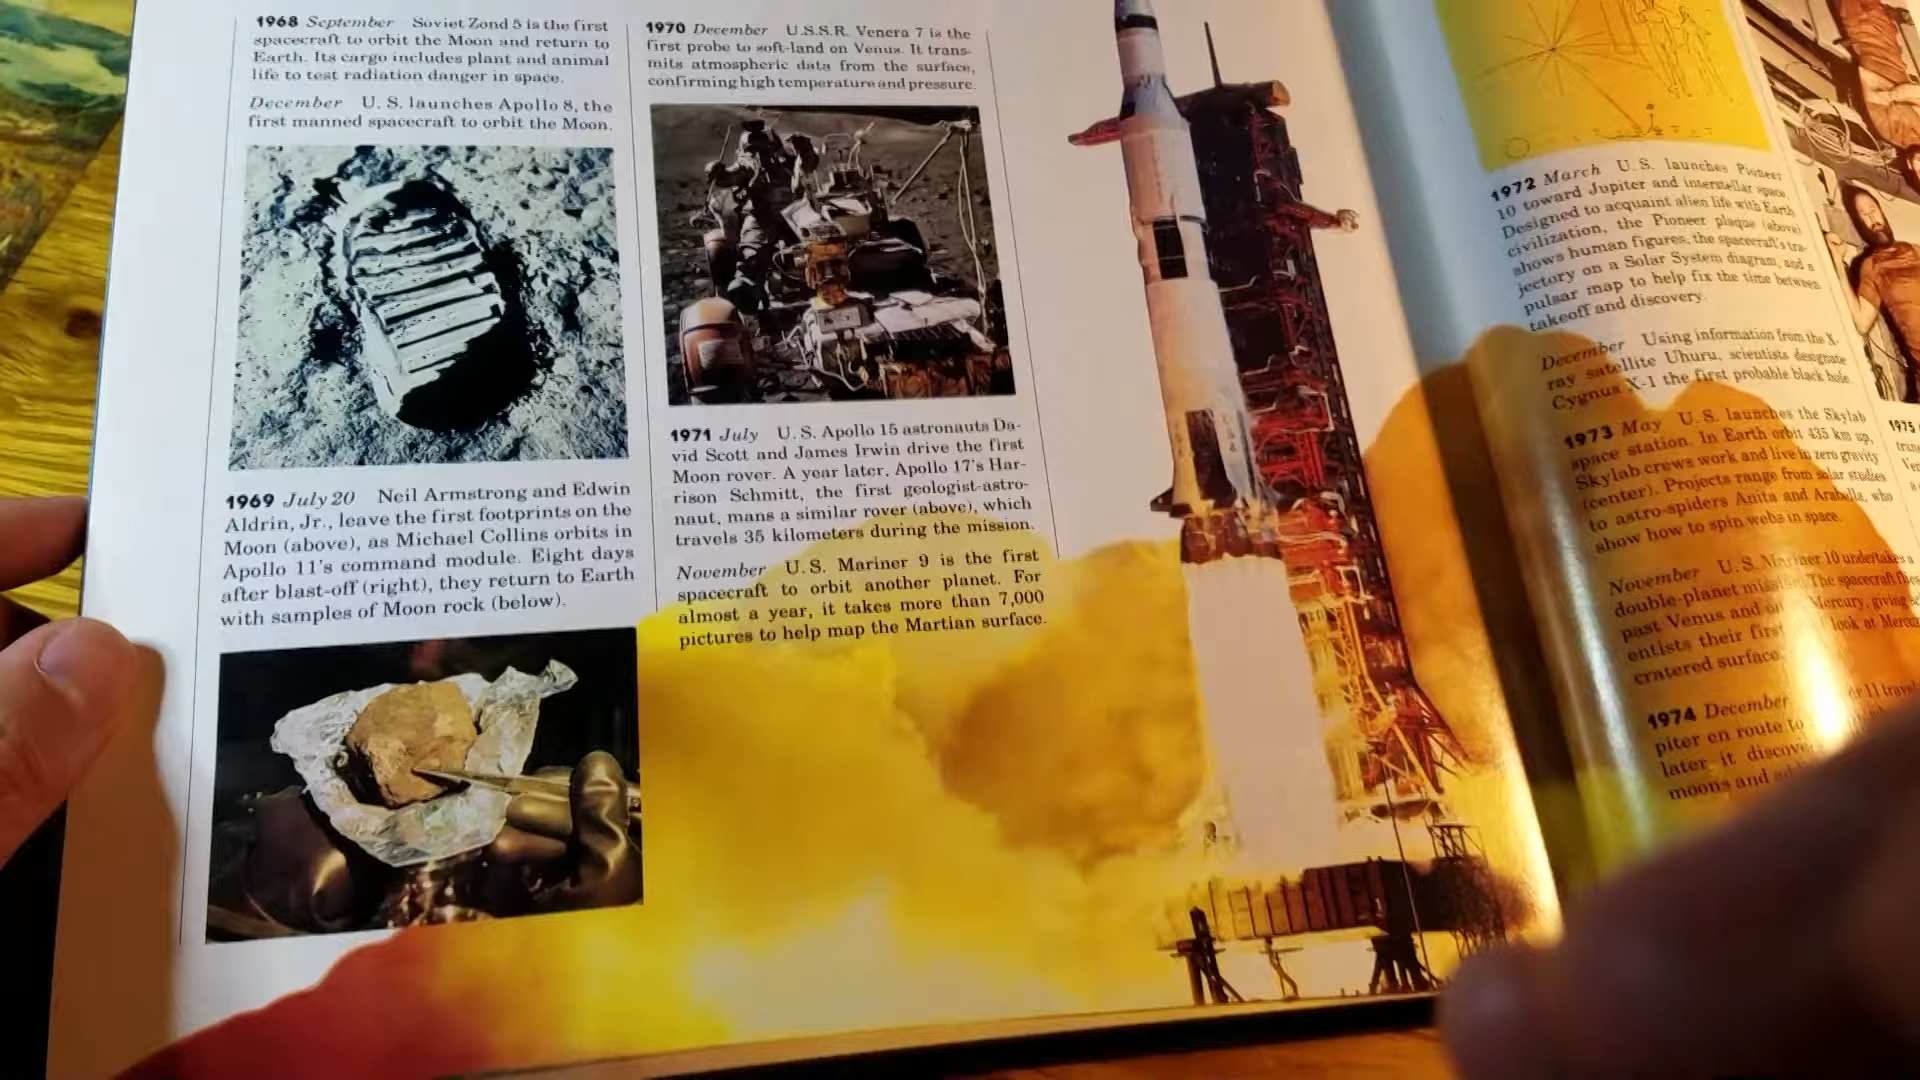 1968 September Soviet Zond 5 is the first
spacecraft to orbit the Moon and return to
Earth. Its cargo includes plant and animal
life to test radiation danger in space.
December U. S. launches Apollo 8, the
first manned spacecraft to orbit the Moon.
1969 July 20 Neil Armstrong and Edwin
Aldrin, Jr., leave the first footprints on the
Moon (above), as Michael Collins orbits in
Apollo 11's command module. Eight days
after blast-off (right), they return to Earth
with samples of Moon rock (below).
1970 December U.S.S.R. Venera 7 is the
first probe to soft-land on Venus. It trans-
mits atmospheric data from the surface,
confirming high temperature and pressure.
1971 July U. S. Apollo 15 astronauts Da-
vid Scott and James Irwin drive the first
Moon rover. A year later, Apollo 17's Har-
rison Schmitt, the first geologist-astro-
naut, mans a similar rover (above), which
travels 35 kilometers during the mission.
November U.S. Mariner 9 is the first
spacecraft to orbit another planet. For
almost a year, it takes more than 7,000
pictures to help map the Martian surface.
1972 March U. S. launches Pioneer
10 toward Jupiter and interstellar space.
Designed to acquaint alien life with Earth
civilization, the Pioneer plaque (above)
shows human figures, the spacecraft's tra-
jectory on a Solar System diagram, and a
pulsar map to help fix the time between
takeoff and discovery.
December Using information from the X-
ray satellite Uhuru, scientists designate
Cygnus X-1 the first probable black hole.
1973 May U. S. launches the Skylab
space station. In Earth orbit 435 km up,
Skylab crews work and live in zero gravity
(center). Projects range from solar studies
to astro-spiders Anita and Arabella, who
show how to spin webs in space.
November U. S. Mariner 10 undertakes a
double-planet The spacecraft flies
past Venus and Mercury, giving
entists their first look at
cratered surface.
1974 December 11
piter en route to
later it
moons and
1975